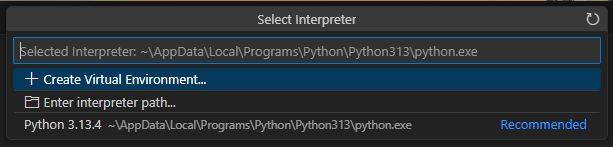 Select Interpreter
Selected Interpreter: ~\AppData\Local\Programs\Python\Python313\python.exe
Create Virtual Environment...
Enter interpreter path...
Python 3.13.4 ~\AppData\Local\Programs\Python\Python313\python.exe Recommended